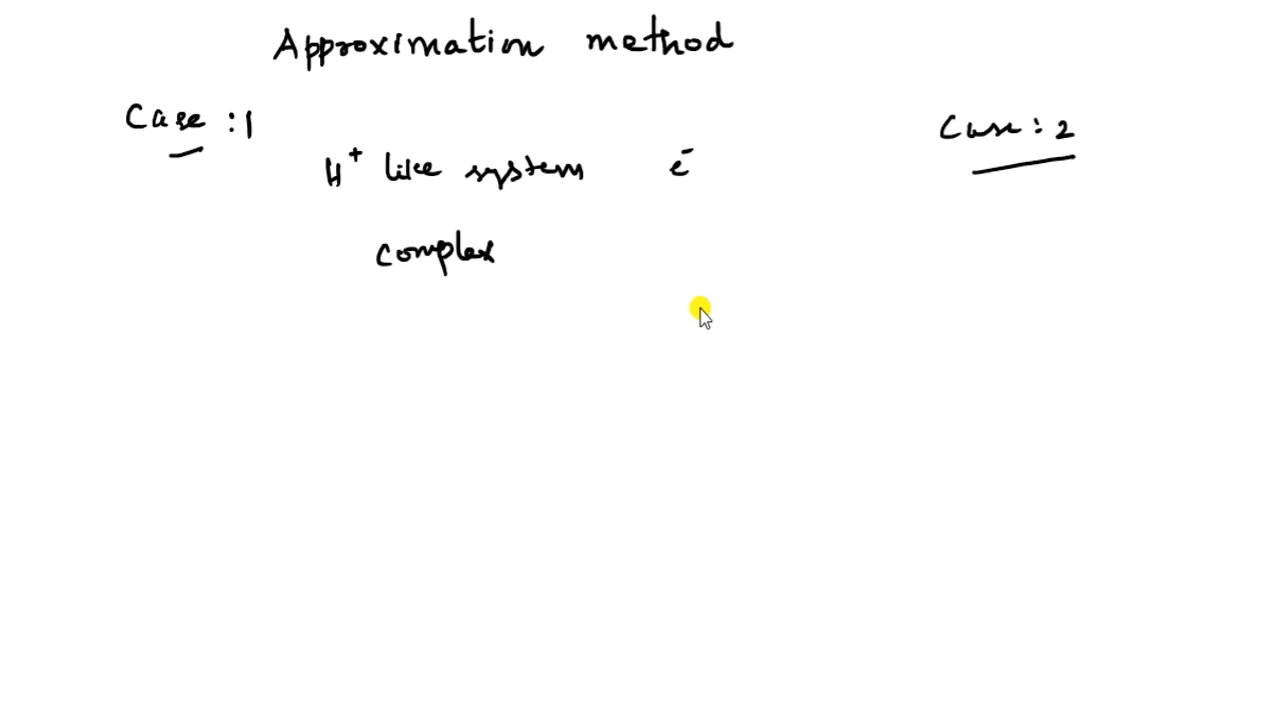 Approximation method
Case :1
Case : 2
H⁺ like system e⁻
complex